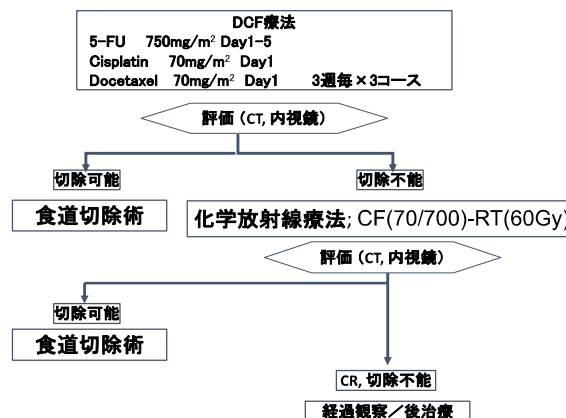 DCF療法
5-FU 750mg/m² Day1-5
Cisplatin 70mg/m² Day1
Docetaxel 70mg/m² Day1 3週毎×3コース
評価（CT, 内視鏡）
切除可能 切除不能
食道切除術 化学放射線療法; CF(70/700)-RT(60Gy)
評価（CT, 内視鏡）
切除可能
食道切除術
CR, 切除不能
経過観察／後治療